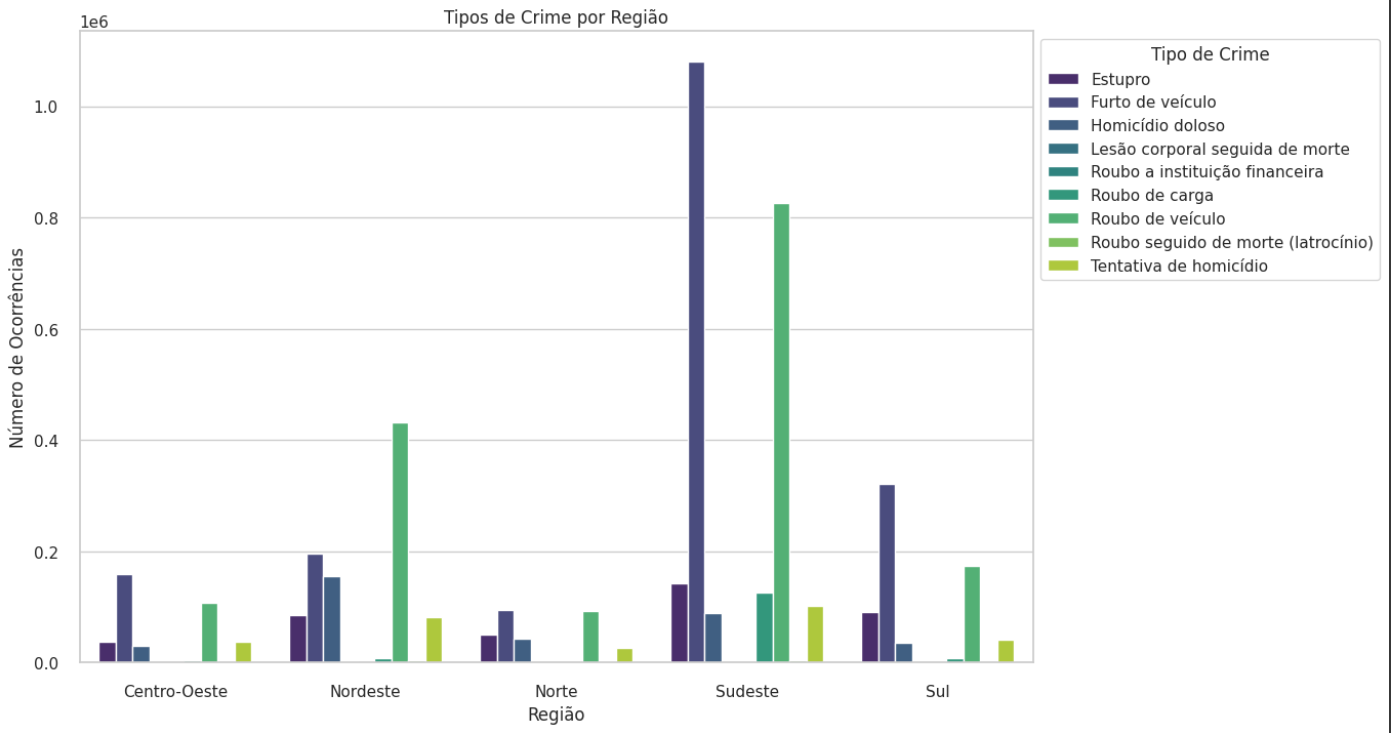 Tipos de Crime por Região
1e6
1.0
0.8
0.6
0.4
0.2
0.0
Número de Ocorrências
Centro-Oeste
Nordeste
Norte
Sudeste
Sul
Região
Tipo de Crime
Estupro
Furto de veículo
Homicídio doloso
Lesão corporal seguida de morte
Roubo a instituição financeira
Roubo de carga
Roubo de veículo
Roubo seguido de morte (latrocínio)
Tentativa de homicídio